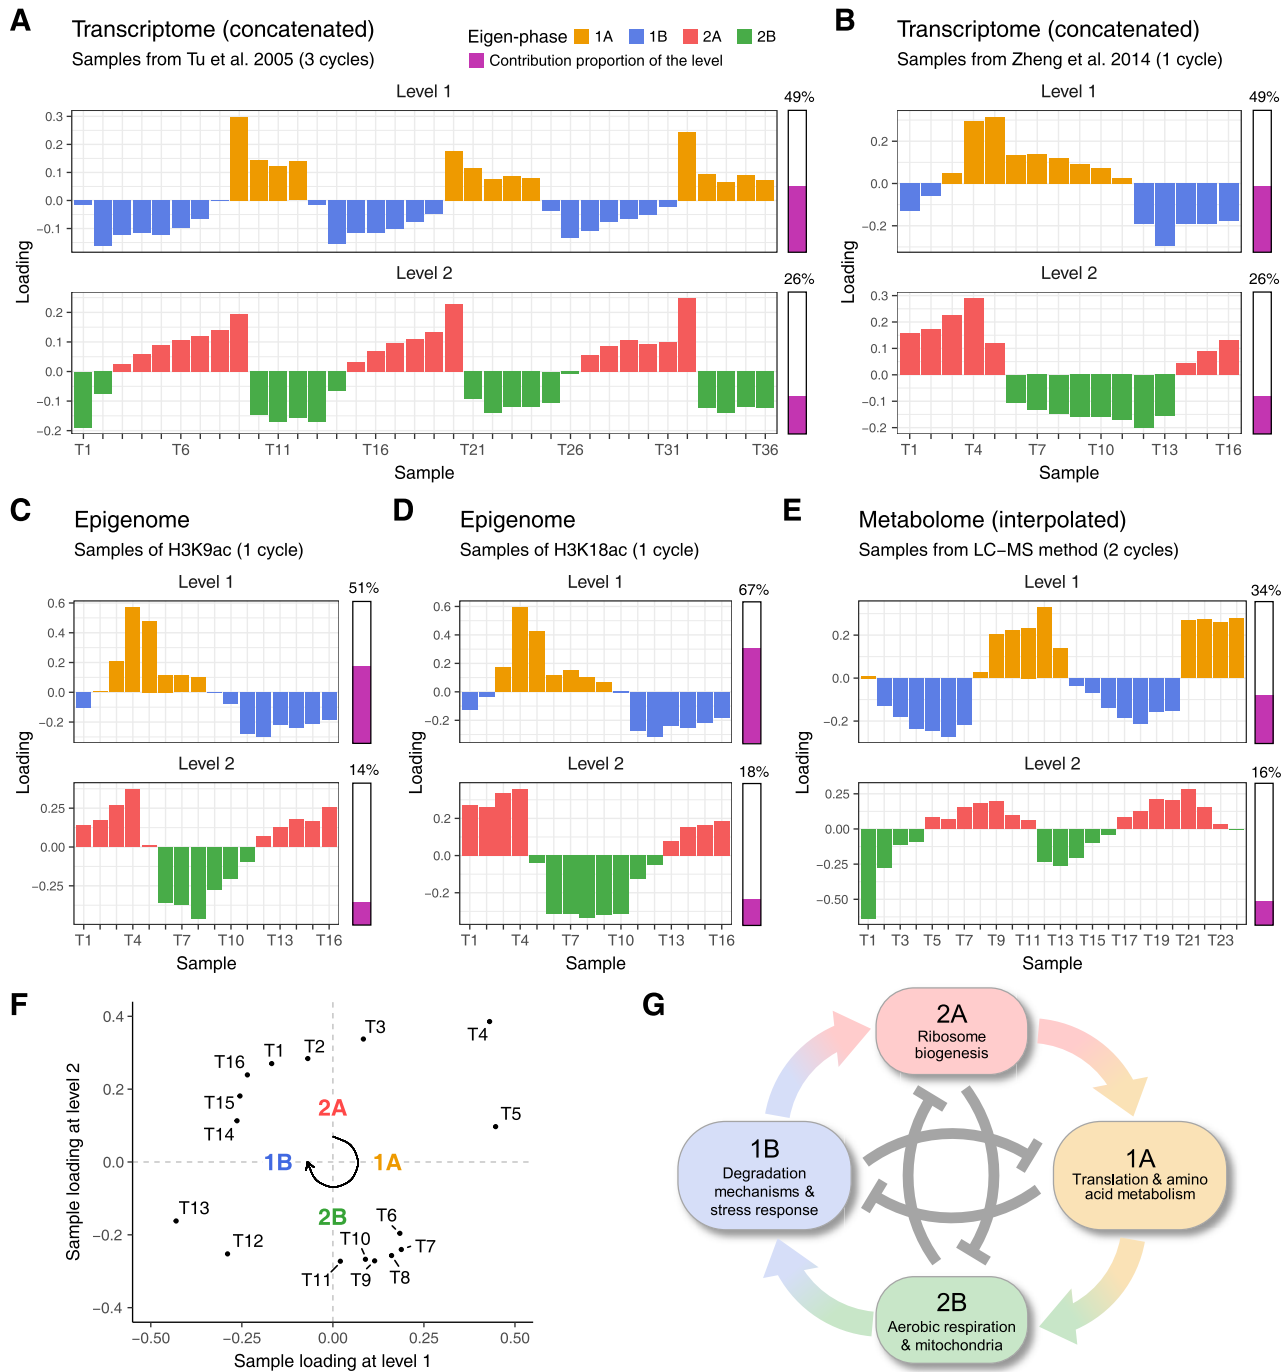 A
Transcriptome (concatenated)
Samples from Tu et al. 2005 (3 cycles)
Eigen-phase 1A 1B 2A 2B
Contribution proportion of the level
Level 1
49%
0.3
0.2
0.1
0.0
−0.1
Loading
Level 2
26%
0.2
0.1
0.0
−0.1
−0.2
T1 T6 T11 T16 T21 T26 T31 T36
Sample
B
Transcriptome (concatenated)
Samples from Zheng et al. 2014 (1 cycle)
Level 1
49%
0.2
0.0
−0.2
Loading
Level 2
26%
0.3
0.2
0.1
0.0
−0.1
−0.2
T1 T4 T7 T10 T13 T16
Sample
C
Epigenome
Samples of H3K9ac (1 cycle)
Level 1
51%
0.6
0.4
0.2
0.0
−0.2
Loading
Level 2
14%
0.25
0.00
−0.25
T1 T4 T7 T10 T13 T16
Sample
D
Epigenome
Samples of H3K18ac (1 cycle)
Level 1
67%
0.6
0.4
0.2
0.0
−0.2
Loading
Level 2
18%
0.2
0.0
−0.2
T1 T4 T7 T10 T13 T16
Sample
E
Metabolome (interpolated)
Samples from LC−MS method (2 cycles)
Level 1
34%
0.2
0.0
−0.2
Loading
Level 2
16%
0.25
0.00
−0.25
−0.50
T1 T3 T5 T7 T9 T11 T13 T15 T17 T19 T21 T23
Sample
F
Sample loading at level 2
0.4
0.2
0.0
−0.2
−0.4
T3
T4
T2
T1
T16
T15
T14
T5
2A
1B
1A
2B
T13
T12
T6
T7
T10
T11
T9
T8
−0.50 −0.25 0.00 0.25 0.50
Sample loading at level 1
G
2A
Ribosome
biogenesis
1B
Degradation
mechanisms &
stress response
1A
Translation & amino
acid metabolism
2B
Aerobic respiration
& mitochondria